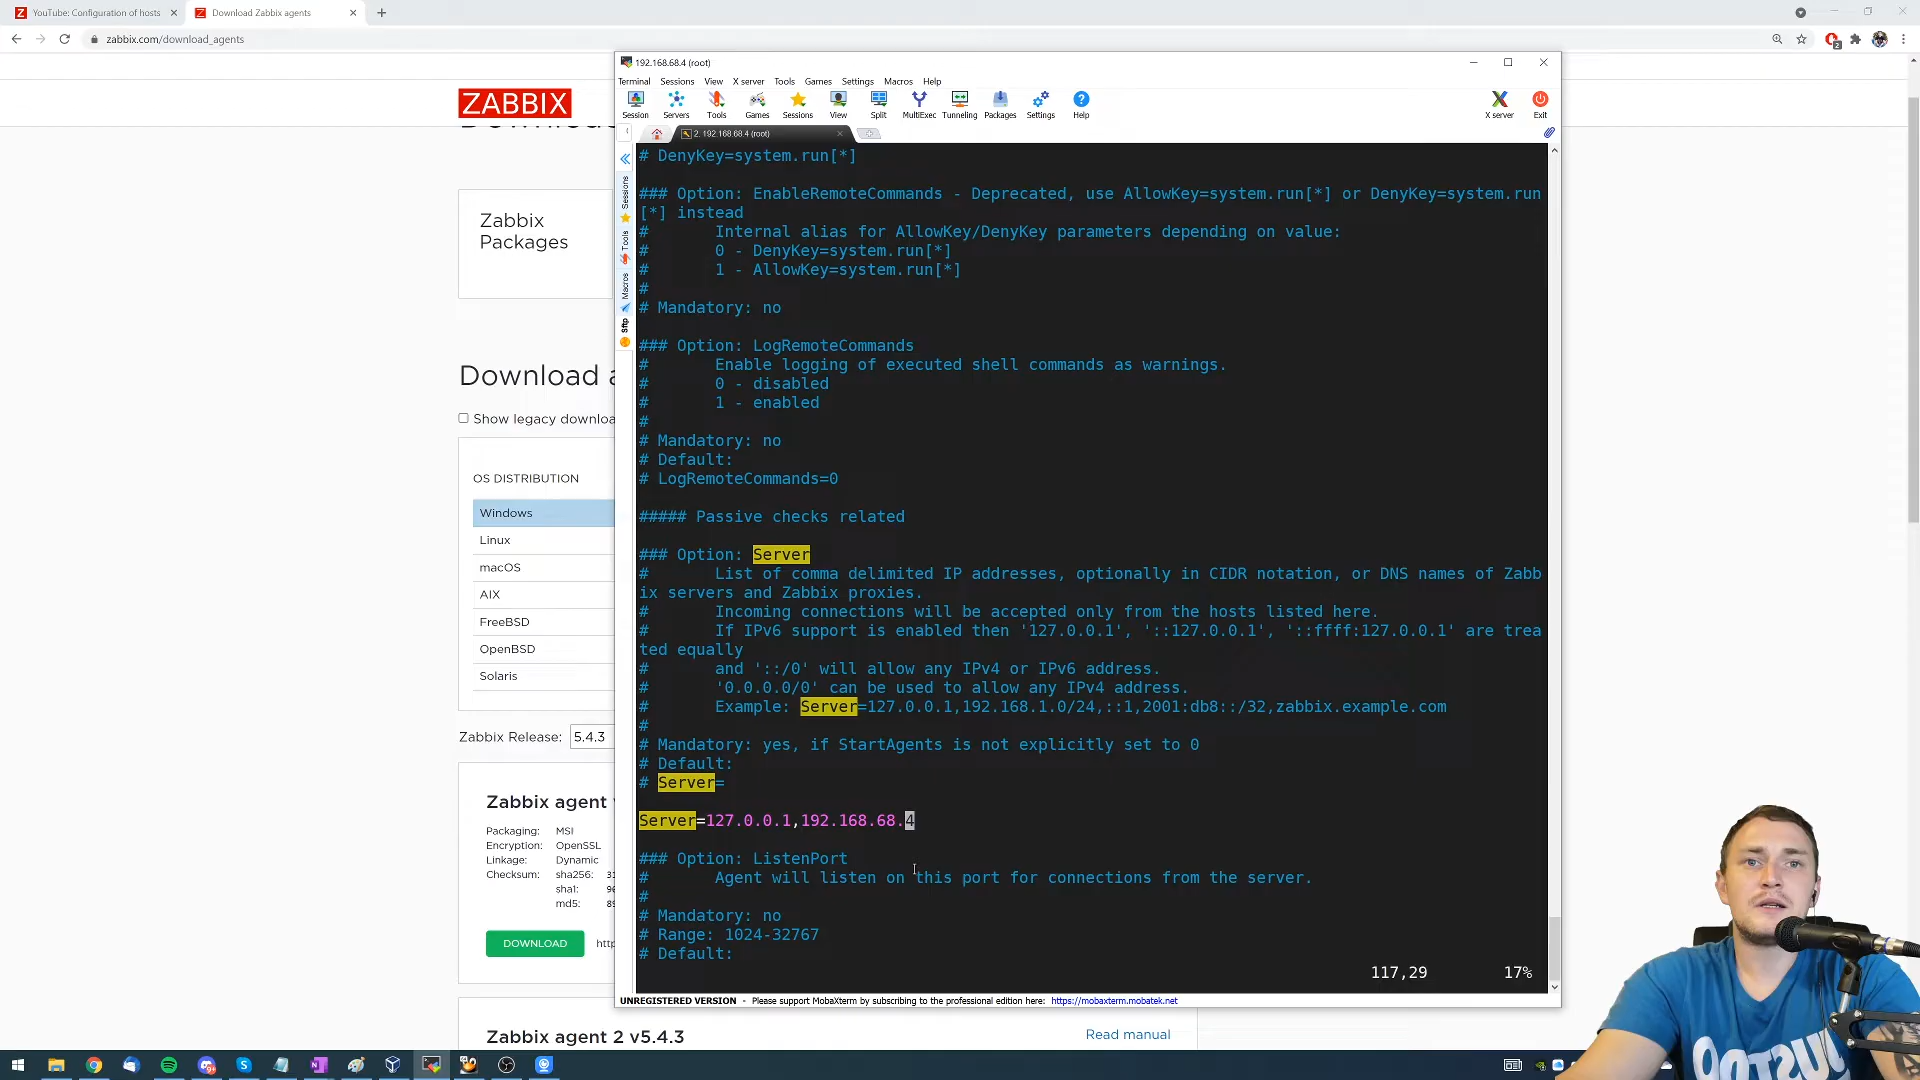 YouTube: Configuration of hosts
Download Zabbix agents
zabbix.com/download_agents
ZABBIX
Zabbix
Packages
Download a
Show legacy downloa
OS DISTRIBUTION
Windows
Linux
macOS
AIX
FreeBSD
OpenBSD
Solaris
Zabbix Release: 5.4.3
Zabbix agent
Packaging: MSI
Encryption: OpenSSL
Linkage: Dynamic
Checksum: sha256:
sha1:
md5:
DOWNLOAD
Zabbix agent 2 v5.4.3
Read manual
192.168.68.4 (root)
Terminal Sessions View X server Tools Games Settings Macros Help
Session Servers Tools Games Sessions View Split MultiExec Tunneling Packages Settings Help X server Exit
2. 192.168.68.4 (root)
Sessions
Tools
Macros
Sftp
# DenyKey=system.run[*]
### Option: EnableRemoteCommands - Deprecated, use AllowKey=system.run[*] or DenyKey=system.run
[*] instead
# Internal alias for AllowKey/DenyKey parameters depending on value:
# 0 - DenyKey=system.run[*]
# 1 - AllowKey=system.run[*]
#
# Mandatory: no
### Option: LogRemoteCommands
# Enable logging of executed shell commands as warnings.
# 0 - disabled
# 1 - enabled
#
# Mandatory: no
# Default:
# LogRemoteCommands=0
##### Passive checks related
### Option: Server
# List of comma delimited IP addresses, optionally in CIDR notation, or DNS names of Zabb
ix servers and Zabbix proxies.
# Incoming connections will be accepted only from the hosts listed here.
# If IPv6 support is enabled then '127.0.0.1', '::127.0.0.1', '::ffff:127.0.0.1' are trea
ted equally
# and '::/0' will allow any IPv4 or IPv6 address.
# '0.0.0.0/0' can be used to allow any IPv4 address.
# Example: Server=127.0.0.1,192.168.1.0/24,::1,2001:db8::/32,zabbix.example.com
#
# Mandatory: yes, if StartAgents is not explicitly set to 0
# Default:
# Server=
Server=127.0.0.1,192.168.68.4
### Option: ListenPort
# Agent will listen on this port for connections from the server.
#
# Mandatory: no
# Range: 1024-32767
# Default:
117,29 17%
UNREGISTERED VERSION - Please support MobaXterm by subscribing to the professional edition here: https://mobaxterm.mobatek.net